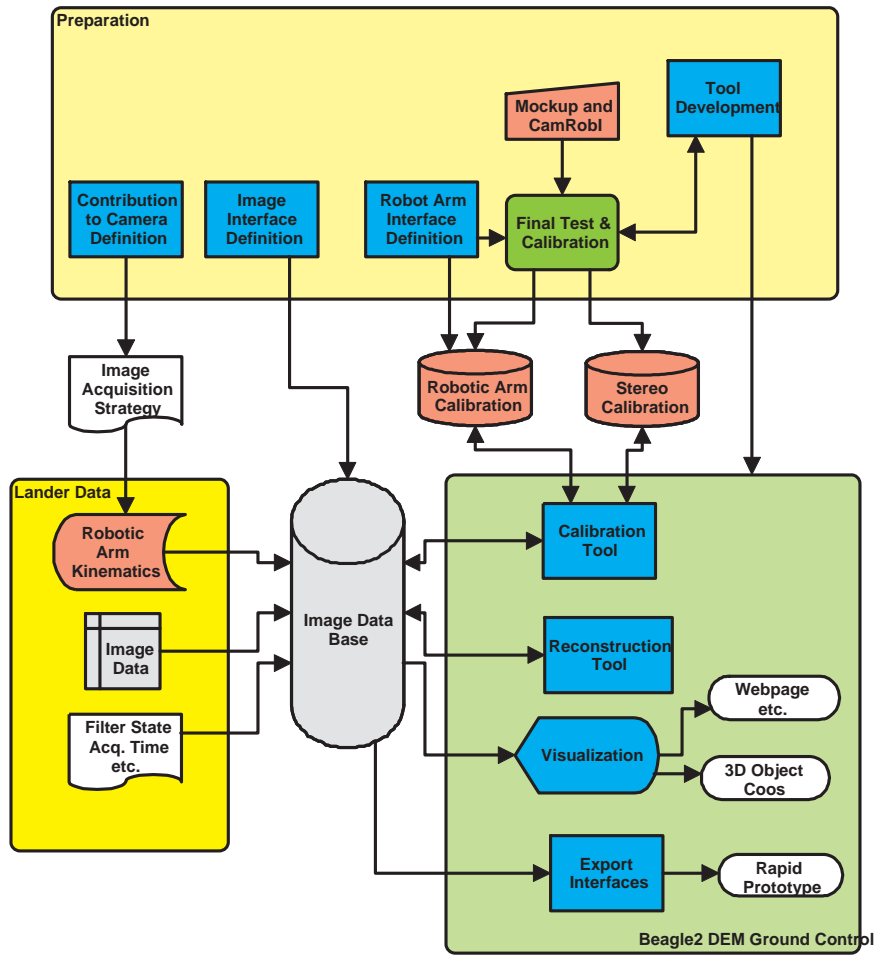 Preparation
Mockup and
CamRobI
Tool
Development
Contribution
to Camera
Definition
Image
Interface
Definition
Robot Arm
Interface
Definition
Final Test &
Calibration
Image
Acquisition
Strategy
Robotic Arm
Calibration
Stereo
Calibration
Lander Data
Robotic
Arm
Kinematics
Image
Data
Filter State
Acq. Time
etc.
Image Data
Base
Calibration
Tool
Reconstruction
Tool
Visualization
Webpage
etc.
3D Object
Coos
Export
Interfaces
Rapid
Prototype
Beagle2 DEM Ground Control